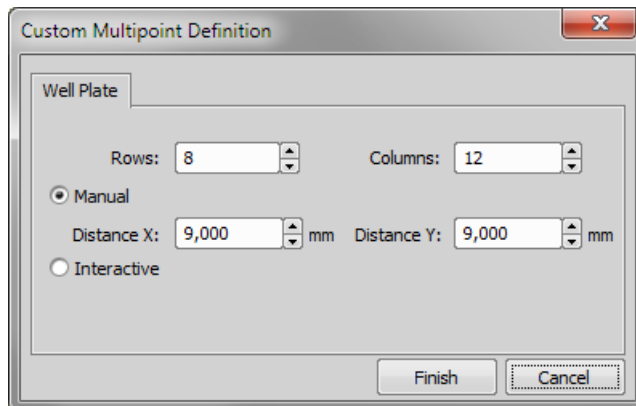 Custom Multipoint Definition
Well Plate
Rows: 8 Columns: 12
Manual
Distance X: 9,000 mm Distance Y: 9,000 mm
Interactive
Finish Cancel